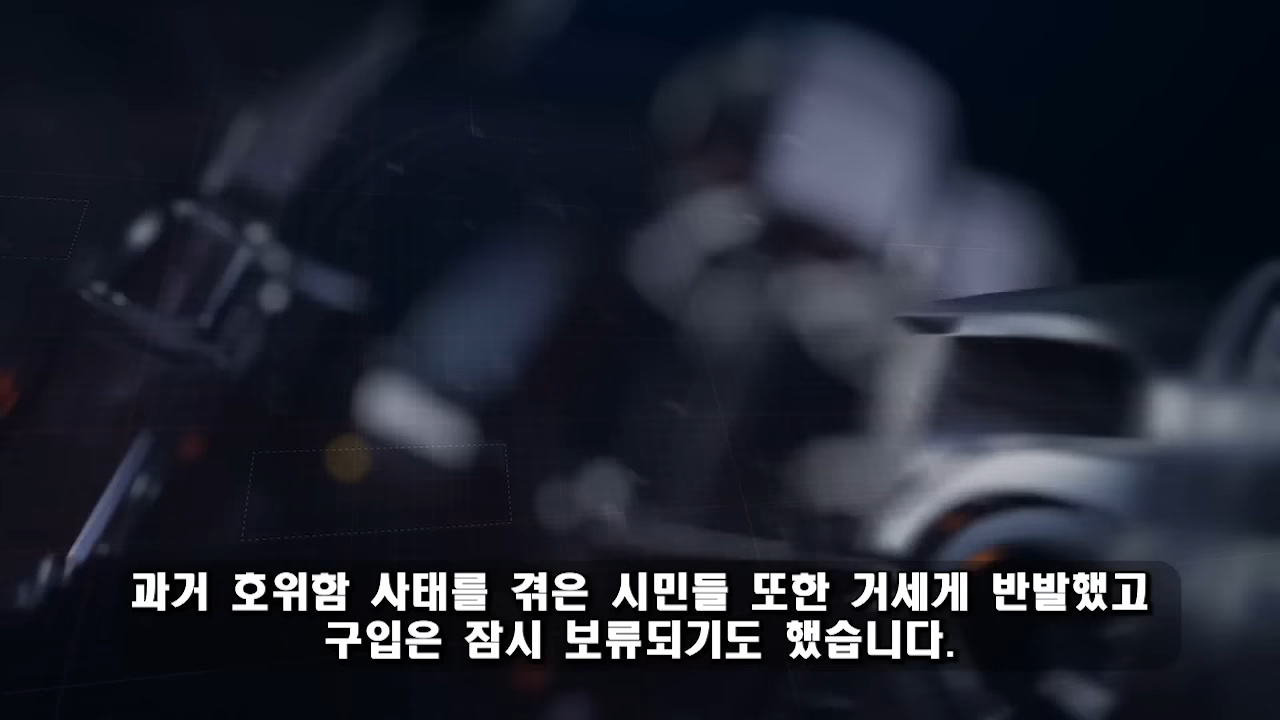 과거 호위함 사태를 겪은 시민들 또한 거세게 반발했고
구입은 잠시 보류되기도 했습니다.